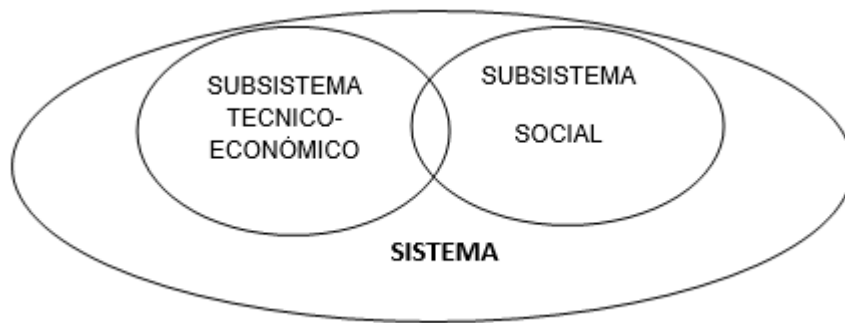 SUBSISTEMA
TECNICO-
ECONÓMICO
SUBSISTEMA
SOCIAL
SISTEMA